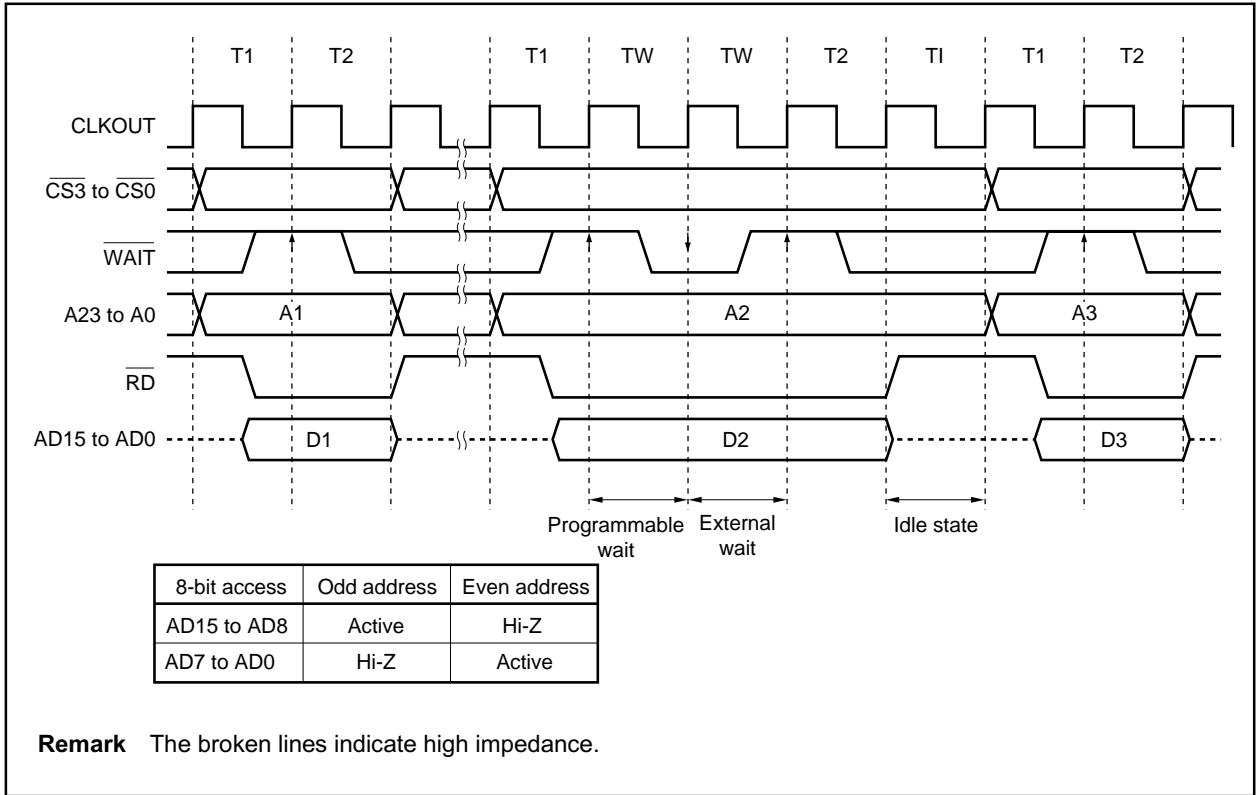 T1 T2 T1 TW TW T2 TI T1 T2
CLKOUT
CS3 to CS0
WAIT
A23 to A0 A1 A2 A3
RD
AD15 to AD0 D1 D2 D3
Programmable wait
External wait
Idle state
8-bit access Odd address Even address
AD15 to AD8 Active Hi-Z
AD7 to AD0 Hi-Z Active
Remark The broken lines indicate high impedance.